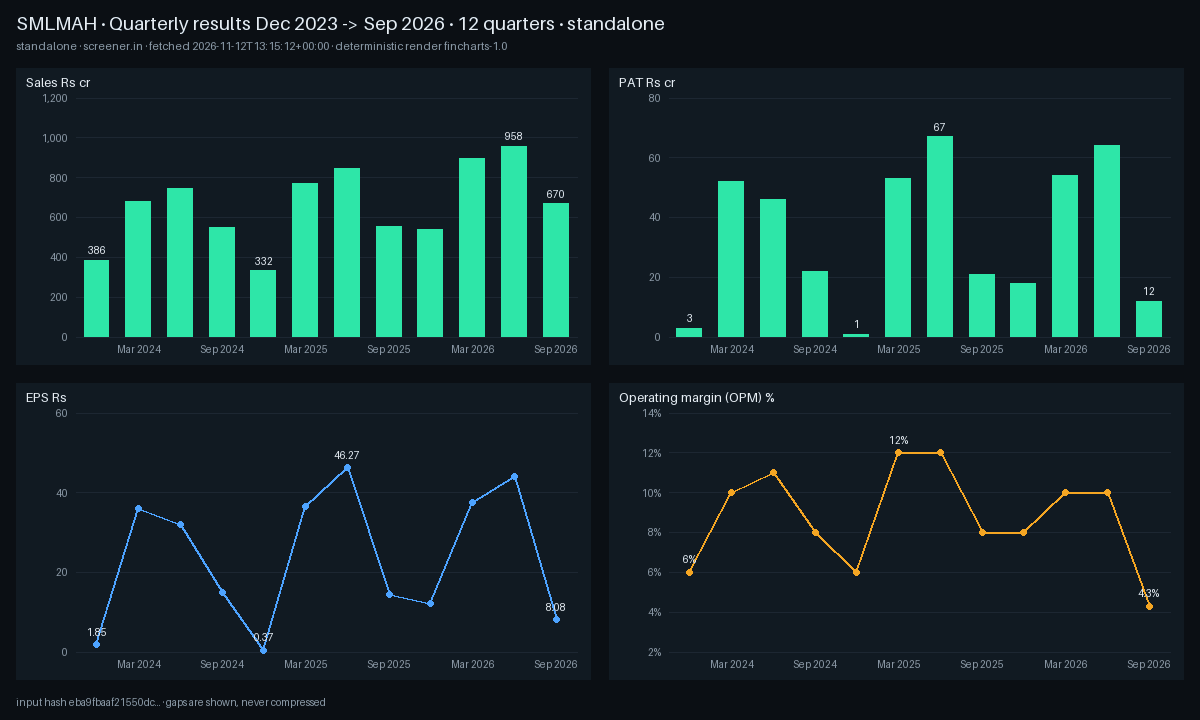 SMLMAH · Quarterly results Dec 2023 -> Sep 2026 · 12 quarters · standalone
standalone · screener.in · fetched 2026-11-12T13:15:12+00:00 · deterministic render fincharts-1.0
Sales Rs cr
1,200
1,000
800
600
400
200
0
386
332
958
670
Mar 2024
Sep 2024
Mar 2025
Sep 2025
Mar 2026
Sep 2026
PAT Rs cr
80
60
40
20
0
3
1
67
12
Mar 2024
Sep 2024
Mar 2025
Sep 2025
Mar 2026
Sep 2026
EPS Rs
60
40
20
0
1.85
0.37
46.27
8.08
Mar 2024
Sep 2024
Mar 2025
Sep 2025
Mar 2026
Sep 2026
Operating margin (OPM) %
14%
12%
10%
8%
6%
4%
2%
6%
12%
4.3%
Mar 2024
Sep 2024
Mar 2025
Sep 2025
Mar 2026
Sep 2026
input hash eba9fbaaf21550dc… · gaps are shown, never compressed